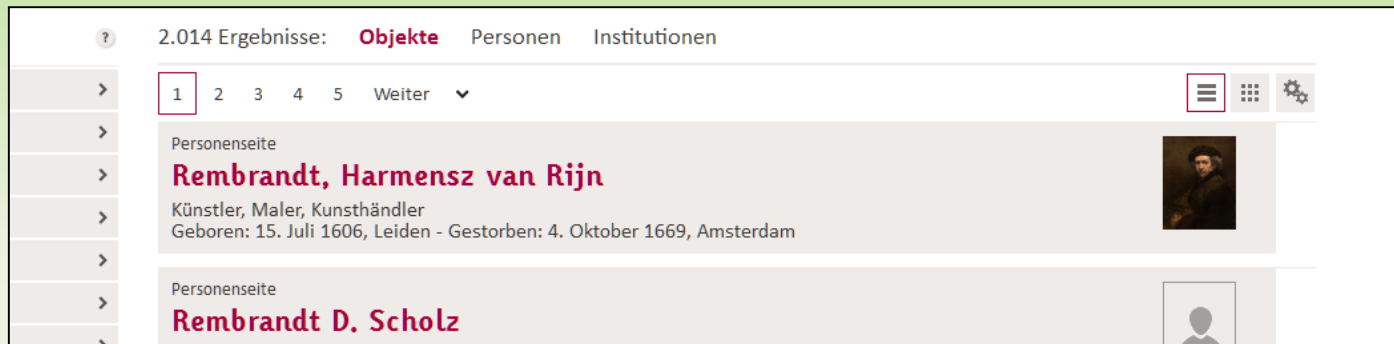 ?
2.014 Ergebnisse: Objekte Personen Institutionen
1 2 3 4 5 Weiter
Personenseite
Rembrandt, Harmensz van Rijn
Künstler, Maler, Kunsthändler
Geboren: 15. Juli 1606, Leiden - Gestorben: 4. Oktober 1669, Amsterdam
Personenseite
Rembrandt D. Scholz